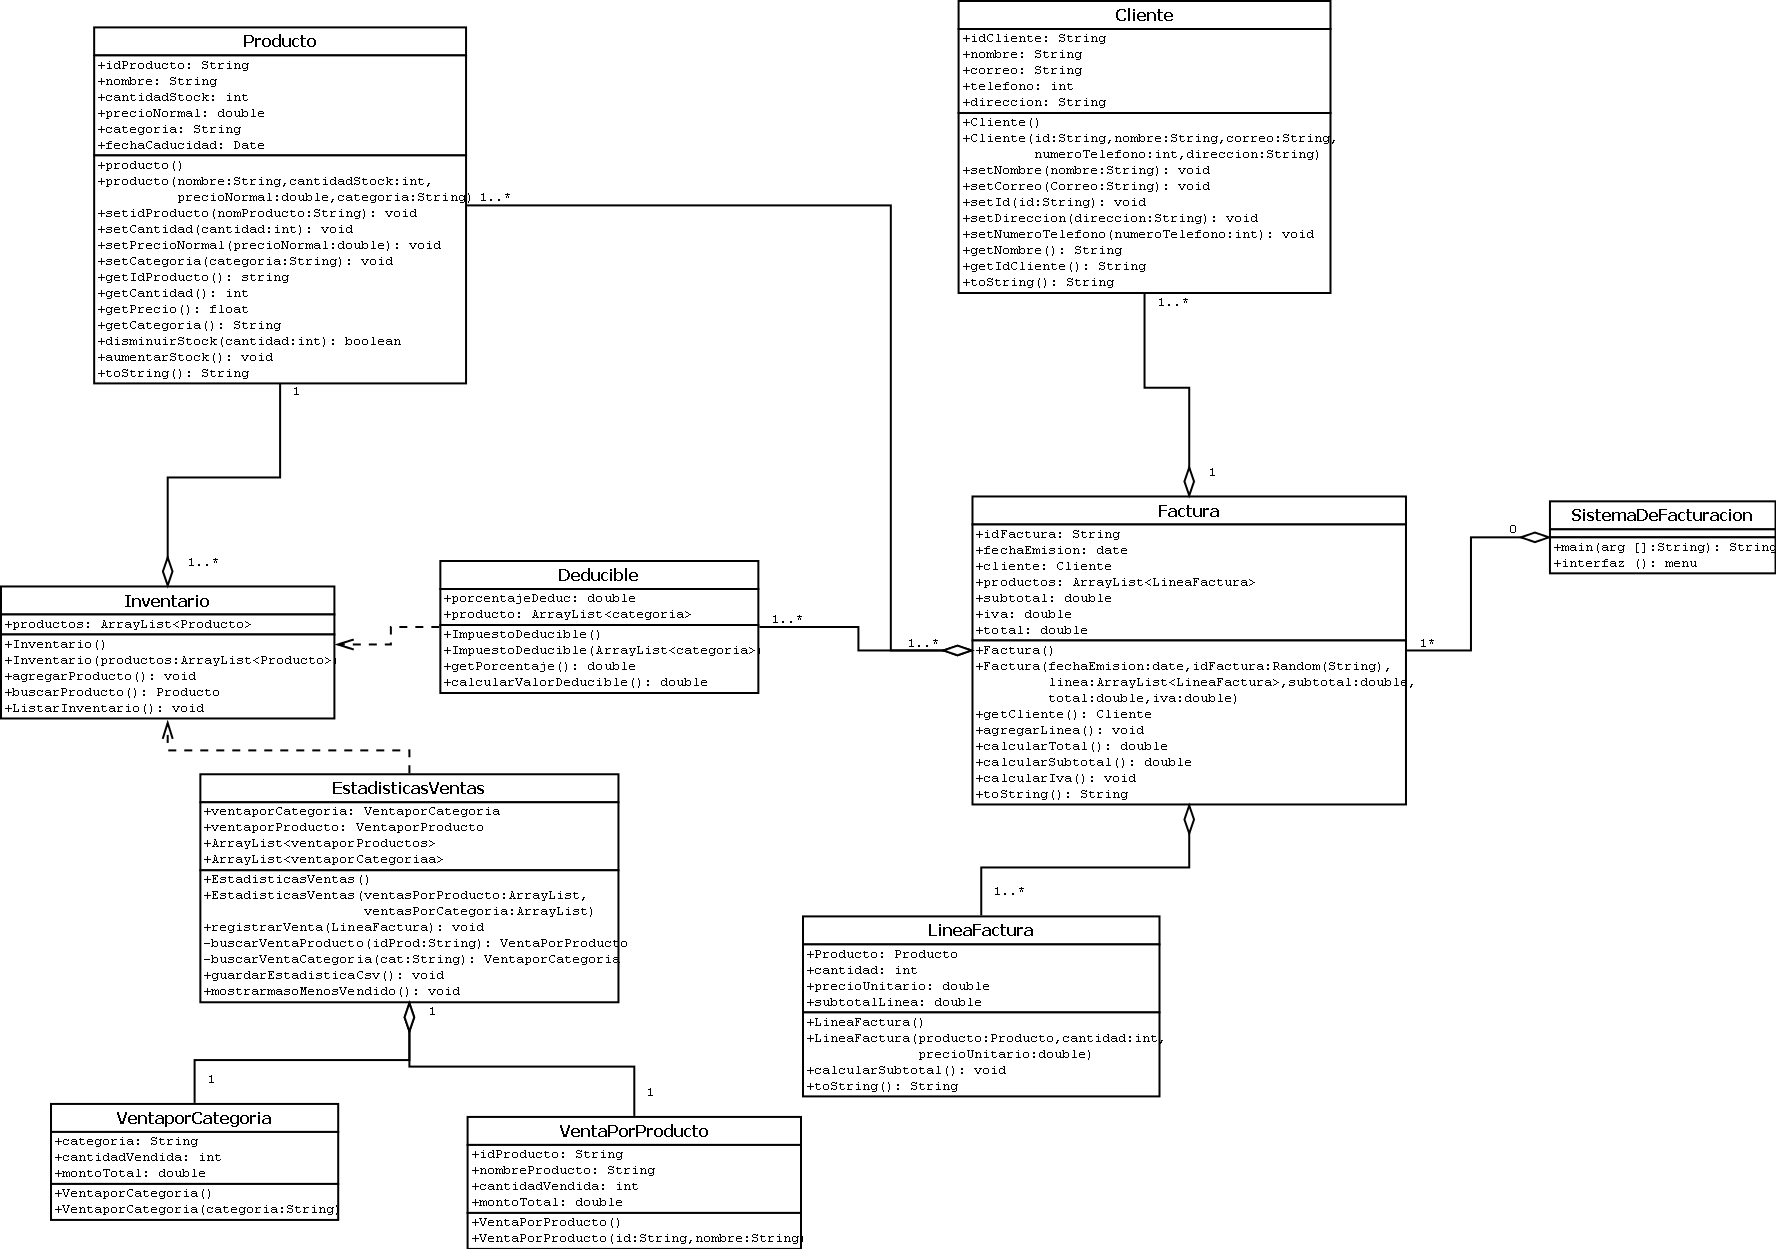 Producto
+idProducto: String
+nombre: String
+cantidadStock: int
+precioNormal: double
+categoria: String
+fechaCaducidad: Date
+producto()
+producto(nombre:String,cantidadStock:int,
precioNormal:double,categoria:String)
+setidProducto(nomProducto:String): void
+setCantidad(cantidad:int): void
+setPrecioNormal(precioNormal:double): void
+setCategoria(categoria:String): void
+getIdProducto(): string
+getCantidad(): int
+getPrecio(): float
+getCategoria(): String
+disminuirStock(cantidad:int): boolean
+aumentarStock(): void
+toString(): String
1..*
1
Cliente
+idCliente: String
+nombre: String
+correo: String
+telefono: int
+direccion: String
+Cliente()
+Cliente(id:String,nombre:String,correo:String,
numeroTelefono:int,direccion:String)
+setNombre(nombre:String): void
+setCorreo(Correo:String): void
+setId(id:String): void
+setDireccion(direccion:String): void
+setNumeroTelefono(numeroTelefono:int): void
+getNombre(): String
+getIdCliente(): String
+toString(): String
1..*
1
1..*
Inventario
+productos: ArrayList<Producto>
+Inventario()
+Inventario(productos:ArrayList<Producto>)
+agregarProducto(): void
+buscarProducto(): Producto
+ListarInventario(): void
Deducible
+porcentajeDeduc: double
+producto: ArrayList<categoria>
+ImpuestoDeducible()
+ImpuestoDeducible(ArrayList<categoria>)
+getPorcentaje(): double
+calcularValorDeducible(): double
1..*
1..*
Factura
+idFactura: String
+fechaEmision: date
+cliente: Cliente
+productos: ArrayList<LineaFactura>
+subtotal: double
+iva: double
+total: double
+Factura()
+Factura(fechaEmision:date,idFactura:Random(String),
linea:ArrayList<LineaFactura>,subtotal:double,
total:double,iva:double)
+getCliente(): Cliente
+agregarLinea(): void
+calcularTotal(): double
+calcularSubtotal(): double
+calcularIva(): void
+toString(): String
1*
0
SistemaDeFacturacion
+main(arg []:String): String
+interfaz (): menu
EstadisticasVentas
+ventaporCategoria: VentaporCategoria
+ventaporProducto: VentaporProducto
+ArrayList<ventaporProductos>
+ArrayList<ventaporCategoriaa>
+EstadisticasVentas()
+EstadisticasVentas(ventasPorProducto:ArrayList,
ventasPorCategoria:ArrayList)
+registrarVenta(LineaFactura): void
-buscarVentaProducto(idProd:String): VentaPorProducto
-buscarVentaCategoria(cat:String): VentaporCategoria
+guardarEstadisticaCsv(): void
+mostrarmasoMenosVendido(): void
1
1..*
LineaFactura
+Producto: Producto
+cantidad: int
+precioUnitario: double
+subtotalLinea: double
+LineaFactura()
+LineaFactura(producto:Producto,cantidad:int,
precioUnitario:double)
+calcularSubtotal(): void
+toString(): String
1
1
VentaporCategoria
+categoria: String
+cantidadVendida: int
+montoTotal: double
+VentaporCategoria()
+VentaporCategoria(categoria:String)
VentaPorProducto
+idProducto: String
+nombreProducto: String
+cantidadVendida: int
+montoTotal: double
+VentaPorProducto()
+VentaPorProducto(id:String,nombre:String)